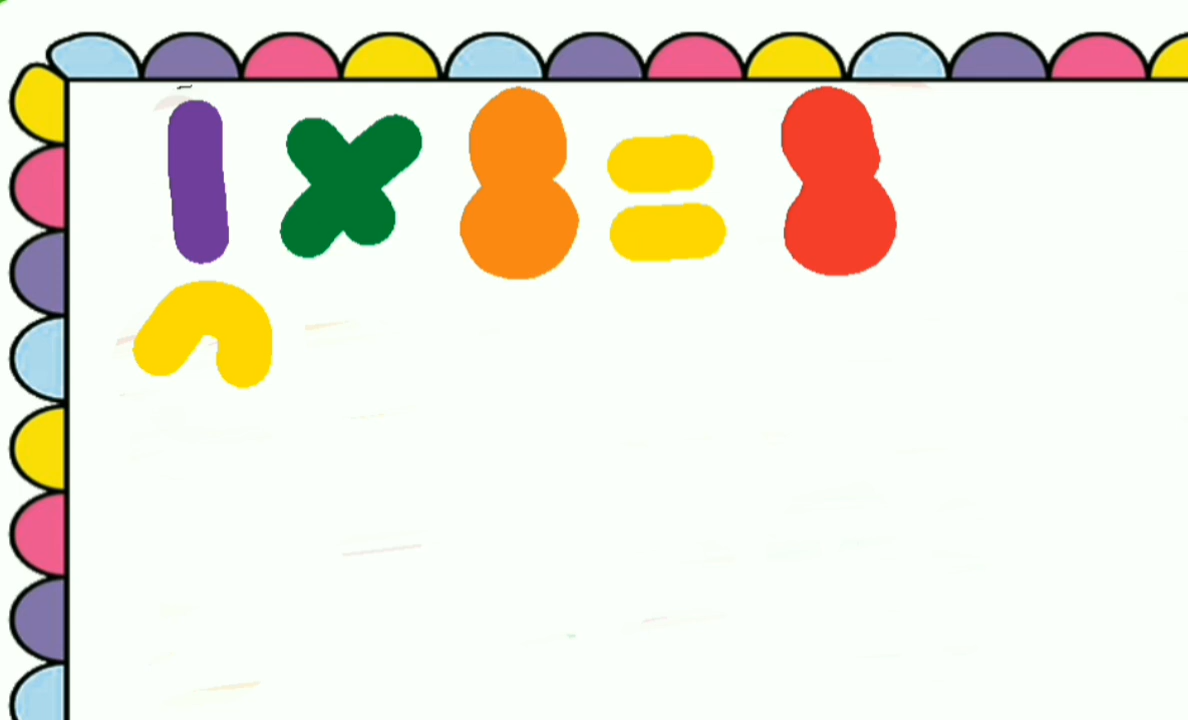 1 × 8 = 8